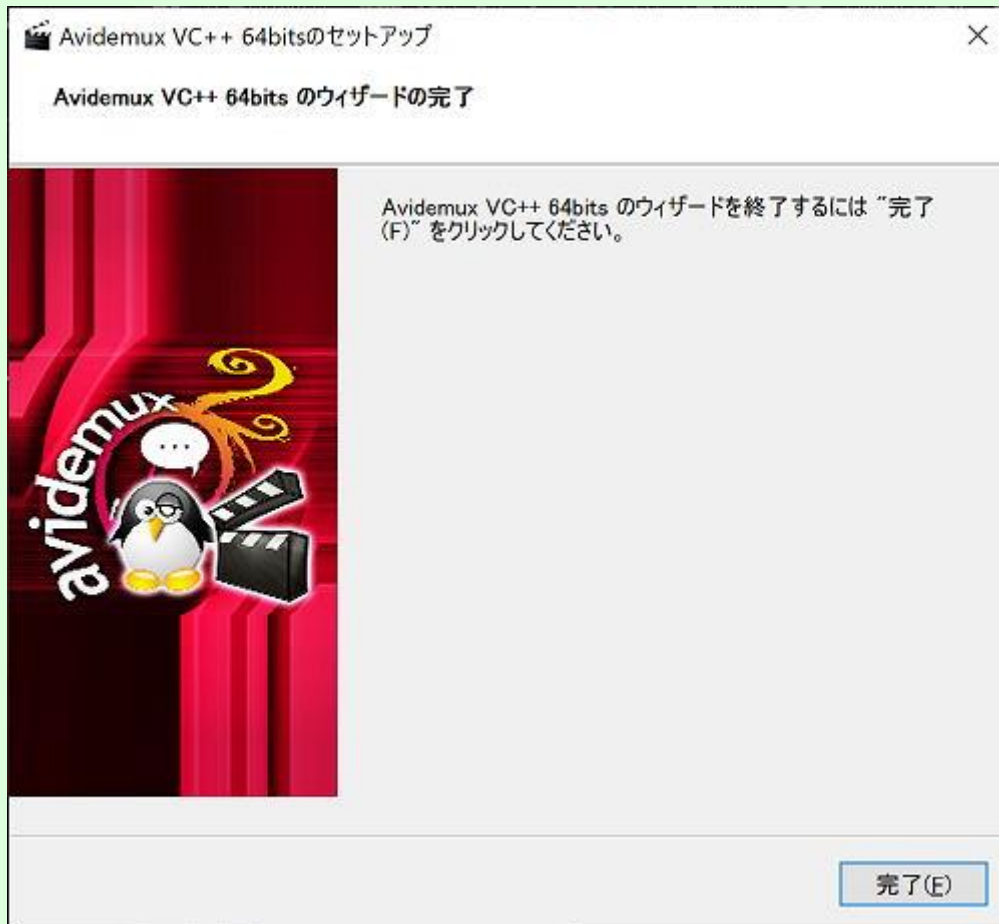 Avidemux VC++ 64bitsのセットアップ
Avidemux VC++ 64bits のウィザードの完了
Avidemux VC++ 64bits のウィザードを終了するには ″完了
(F)″ をクリックしてください。
avidemux
...
完了(F)